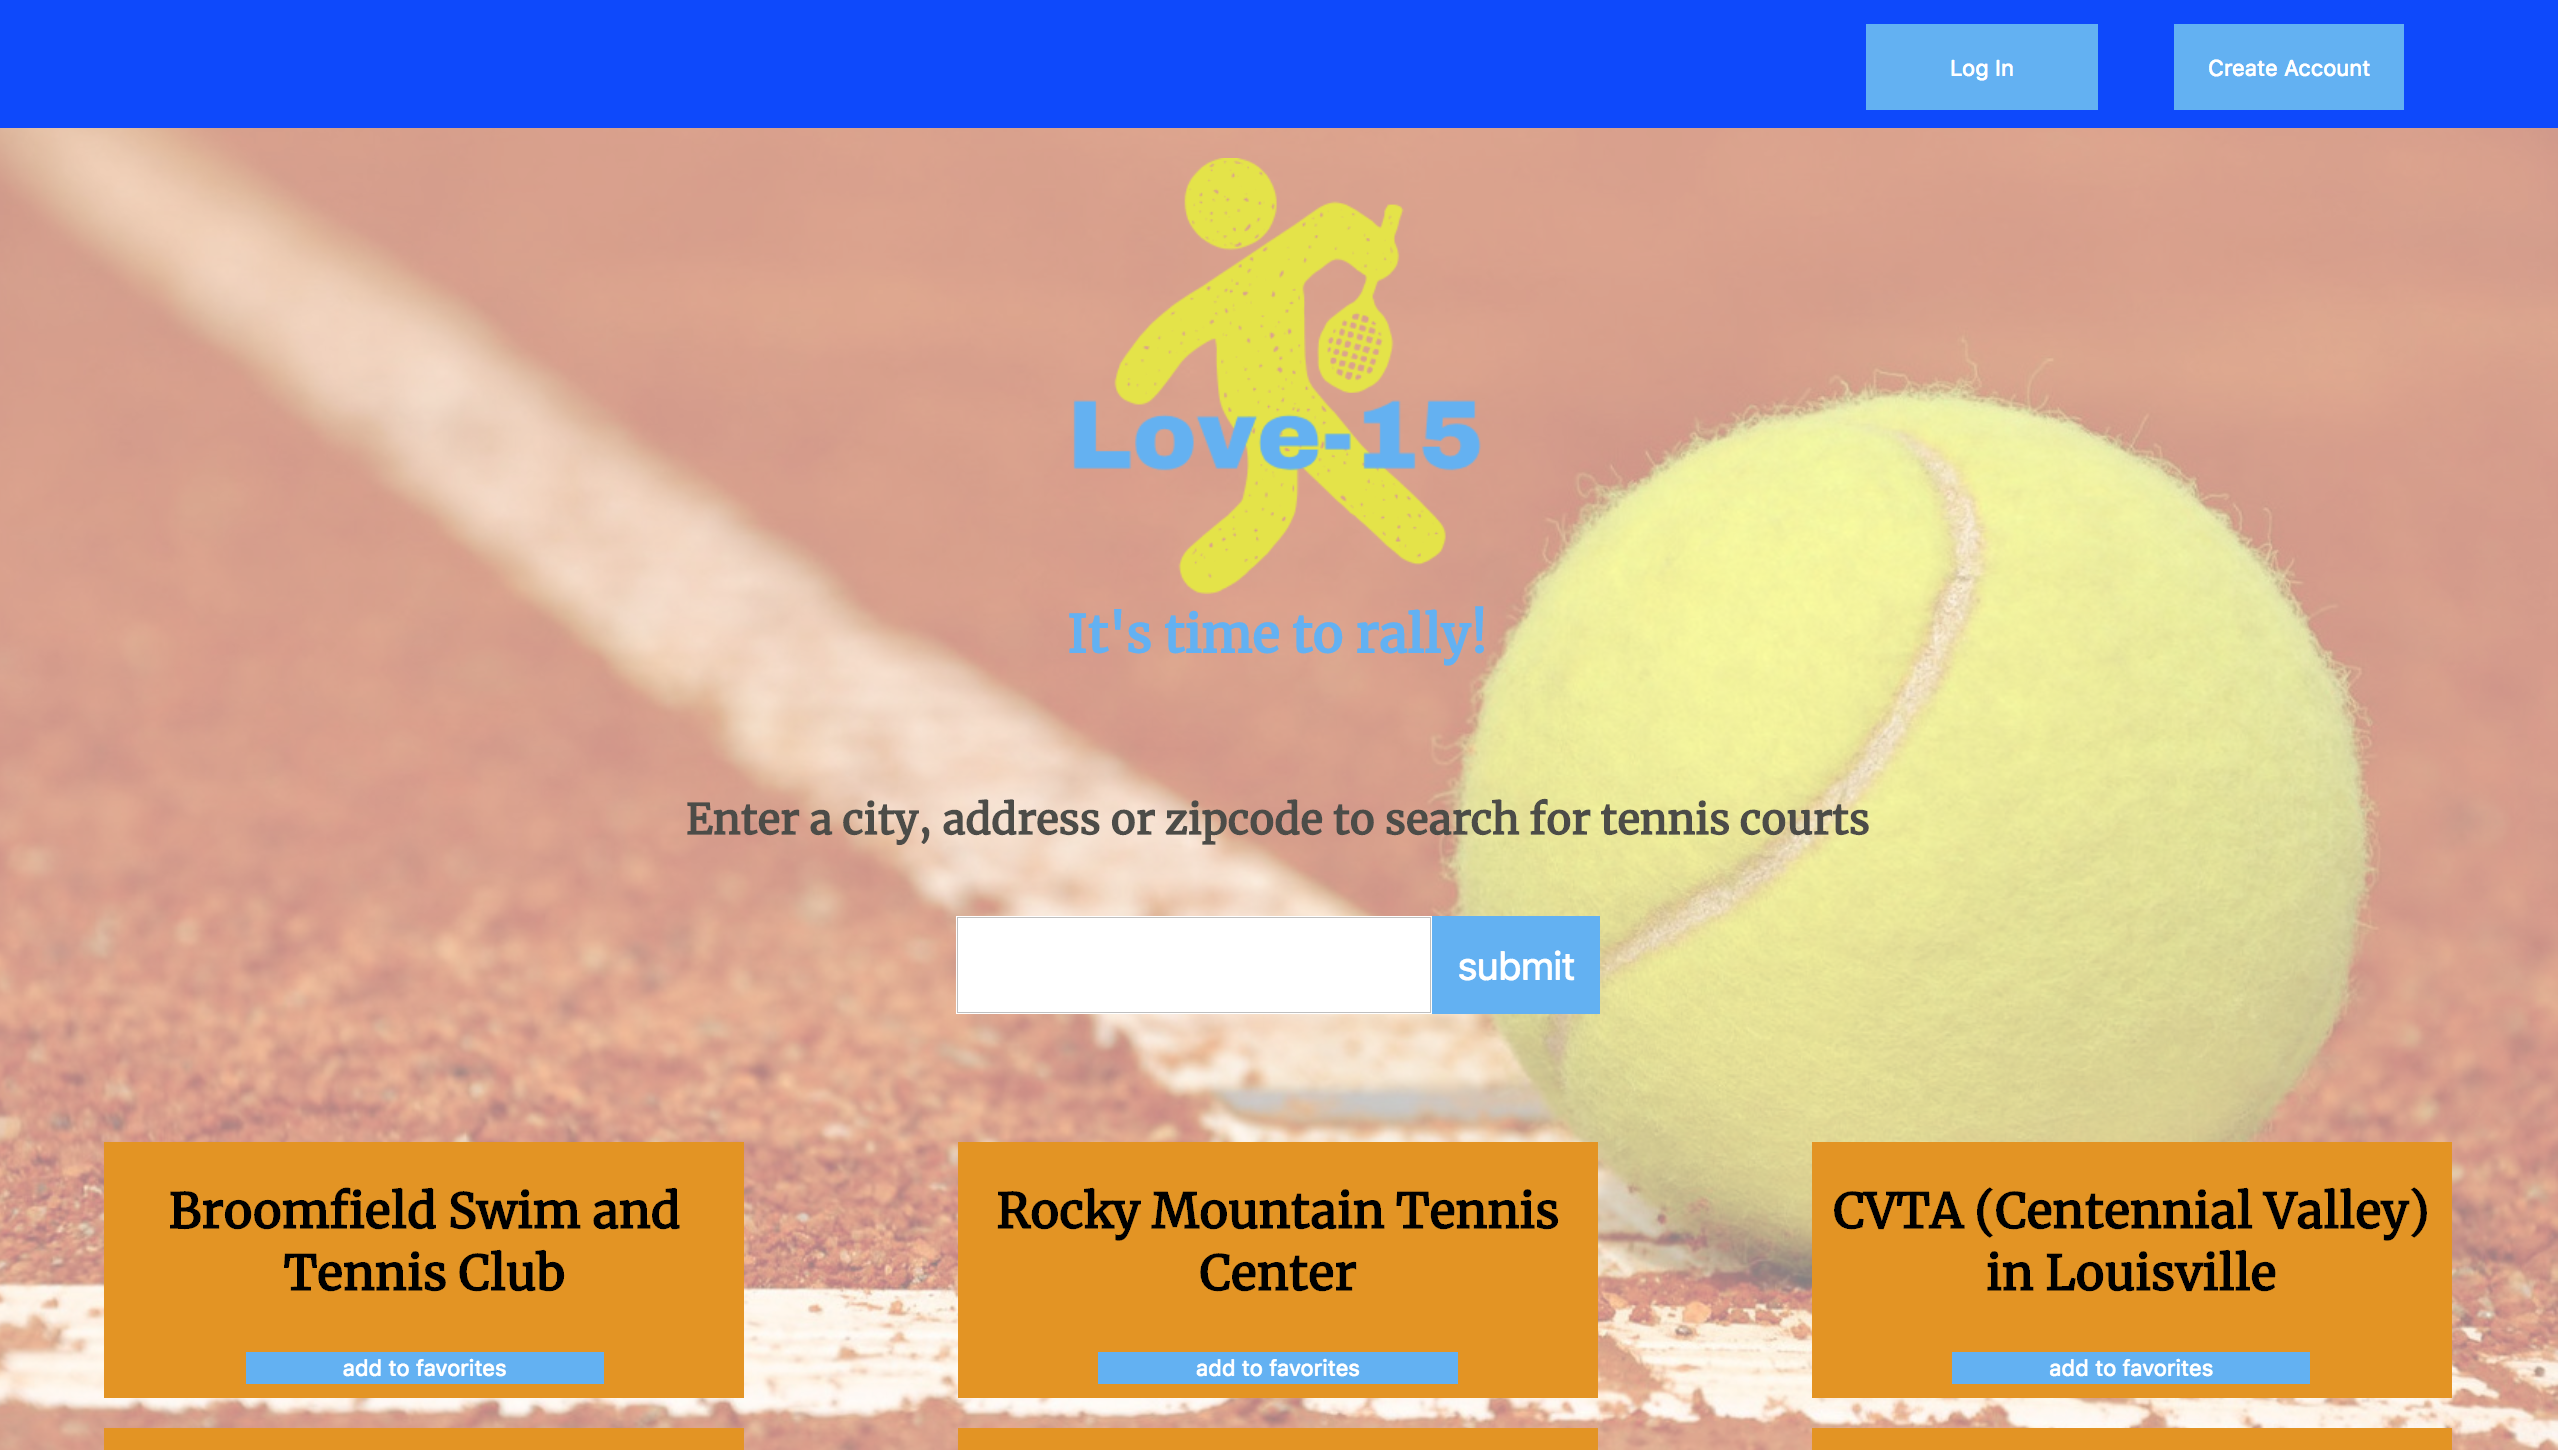 Log In
Create Account
Love-15
It's time to rally!
Enter a city, address or zipcode to search for tennis courts
submit
Broomfield Swim and
Tennis Club
add to favorites
Rocky Mountain Tennis
Center
add to favorites
CVTA (Centennial Valley)
in Louisville
add to favorites